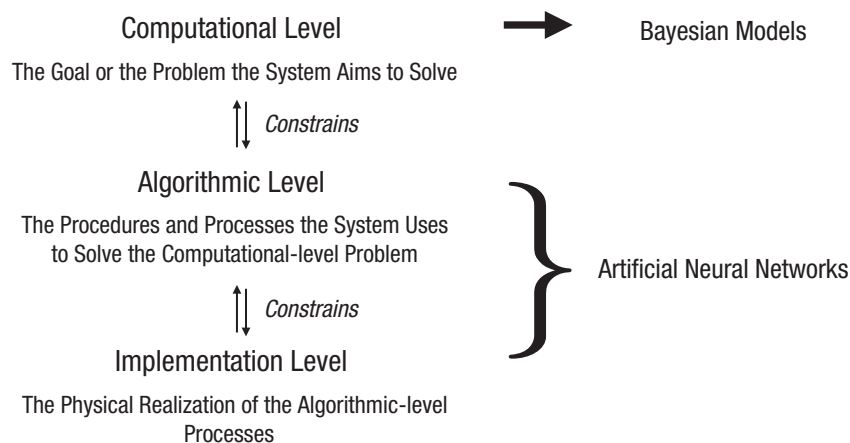 Computational Level
Bayesian Models
The Goal or the Problem the System Aims to Solve
Constrains
Algorithmic Level
The Procedures and Processes the System Uses
to Solve the Computational-level Problem
Artificial Neural Networks
Constrains
Implementation Level
The Physical Realization of the Algorithmic-level
Processes